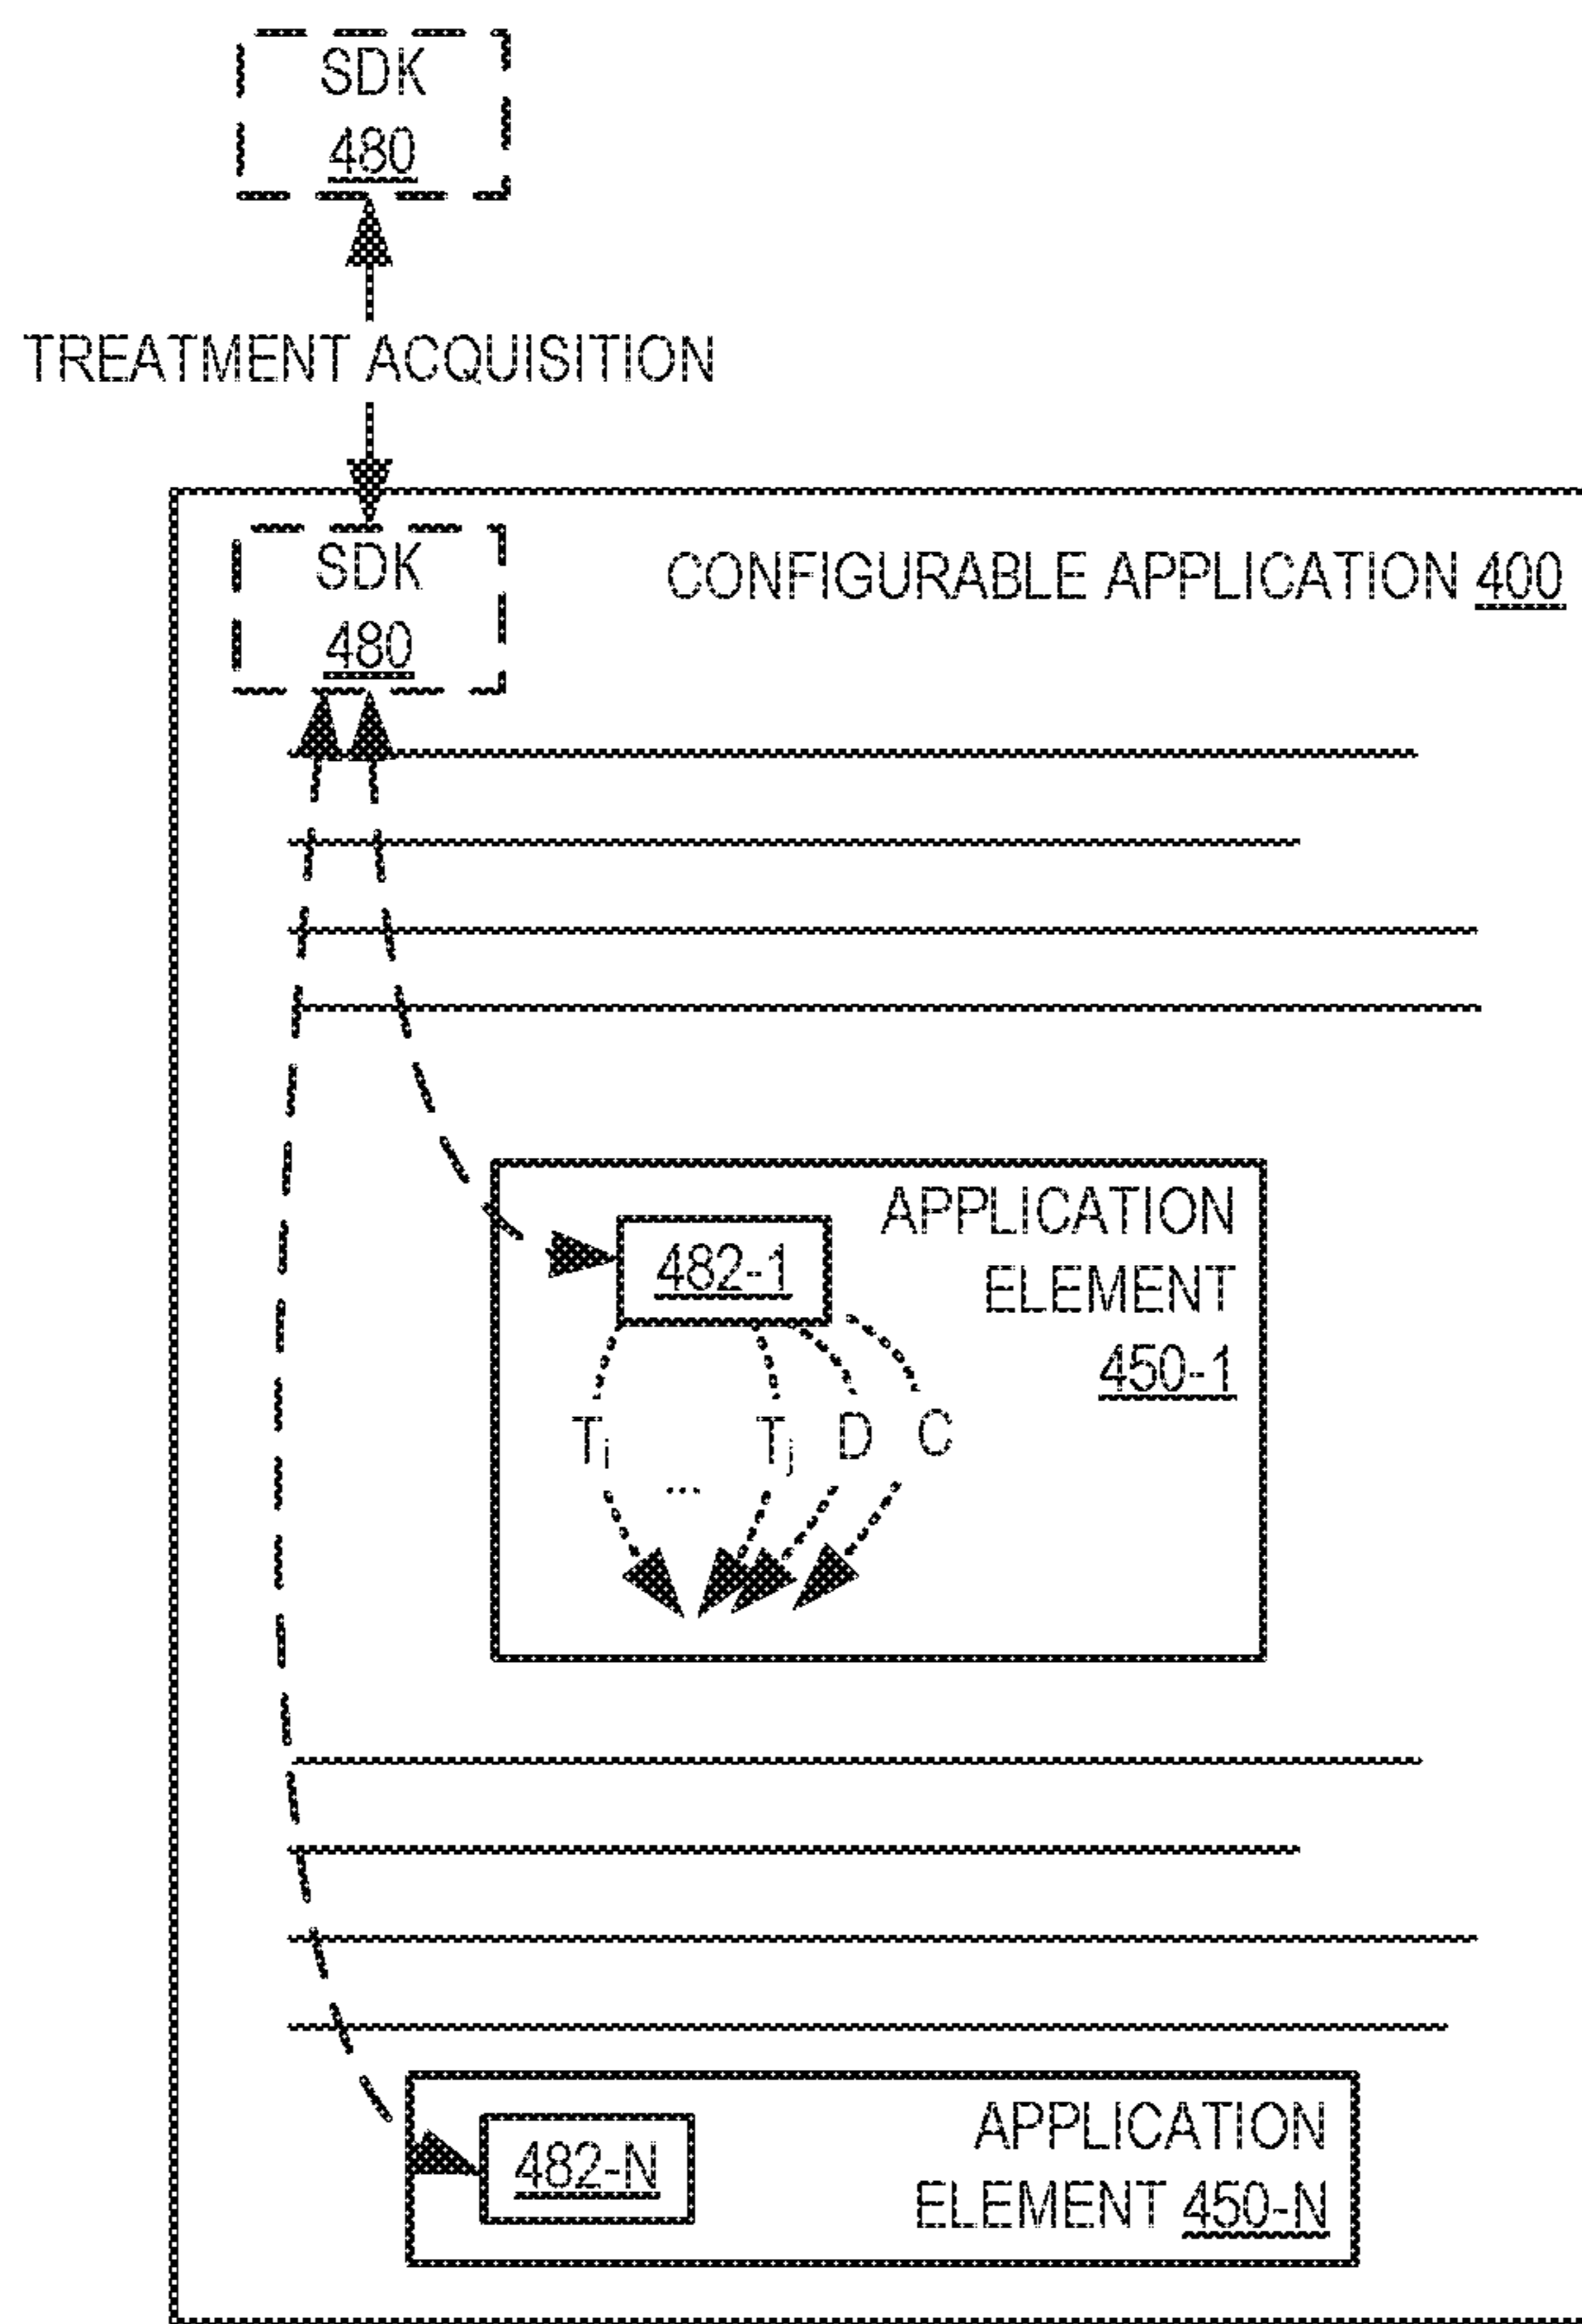 SDK
480
TREATMENT ACQUISITION
SDK
480
CONFIGURABLE APPLICATION 400
482-1
APPLICATION
ELEMENT
450-1
Ti ... Tj D C
482-N
APPLICATION
ELEMENT 450-N